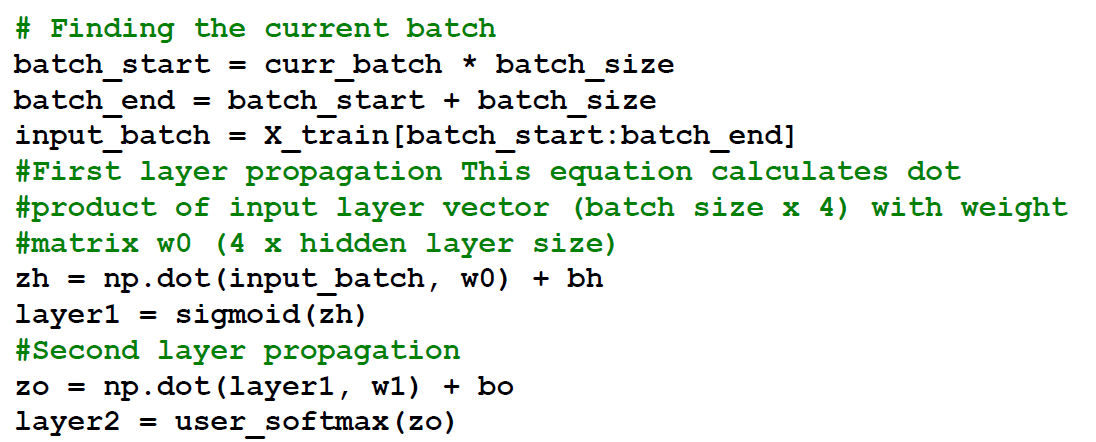 # Finding the current batch
batch_start = curr_batch * batch_size
batch_end = batch_start + batch_size
input_batch = X_train[batch_start:batch_end]
#First layer propagation This equation calculates dot
#product of input layer vector (batch size x 4) with weight
#matrix w0 (4 x hidden layer size)
zh = np.dot(input_batch, w0) + bh
layer1 = sigmoid(zh)
#Second layer propagation
zo = np.dot(layer1, w1) + bo
layer2 = user_softmax(zo)